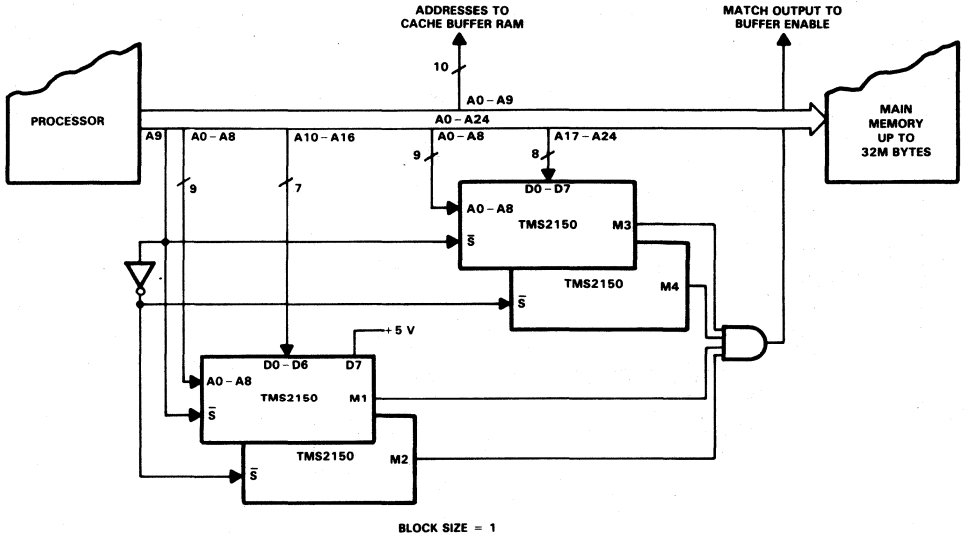 ADDRESSES TO
CACHE BUFFER RAM
MATCH OUTPUT TO
BUFFER ENABLE
10
A0-A9
PROCESSOR
A0-A24
MAIN
MEMORY
UP TO
32M BYTES
A9
A0-A8
A10-A16
A0-A8
A17-A24
9
7
9
8
D0-D7
A0-A8
TMS2150
M3
S̅
TMS2150
M4
S̅
+5 V
D0-D6
D7
A0-A8
TMS2150
M1
S̅
TMS2150
M2
S̅
BLOCK SIZE = 1